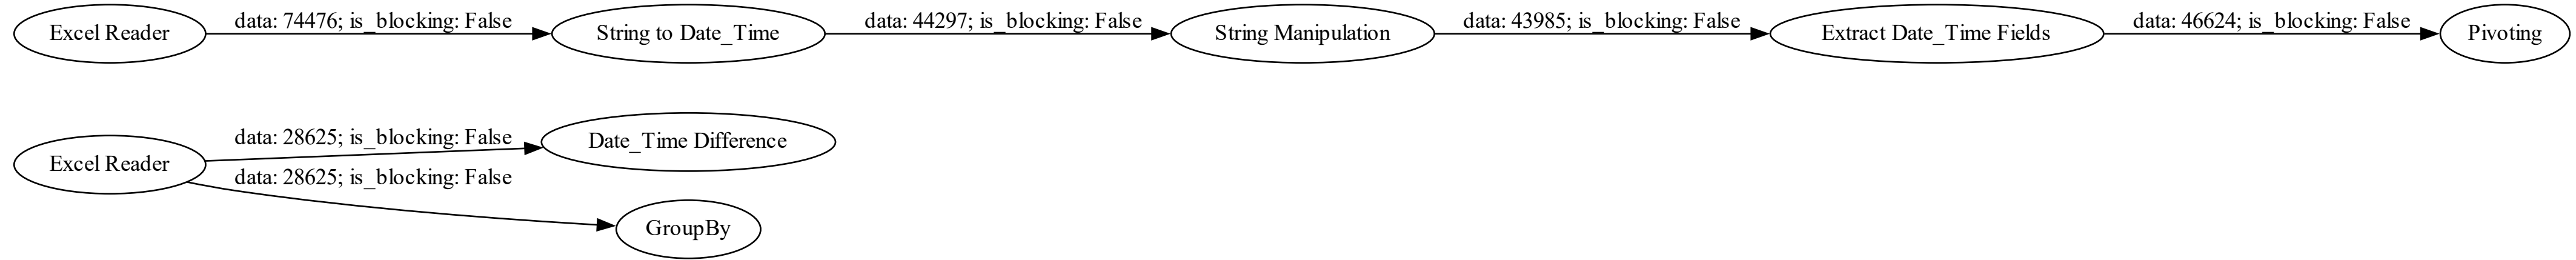 Excel Reader
data: 74476; is_blocking: False
String to Date_Time
data: 44297; is_blocking: False
String Manipulation
data: 43985; is_blocking: False
Extract Date_Time Fields
data: 46624; is_blocking: False
Pivoting
Excel Reader
data: 28625; is_blocking: False
Date_Time Difference
data: 28625; is_blocking: False
GroupBy